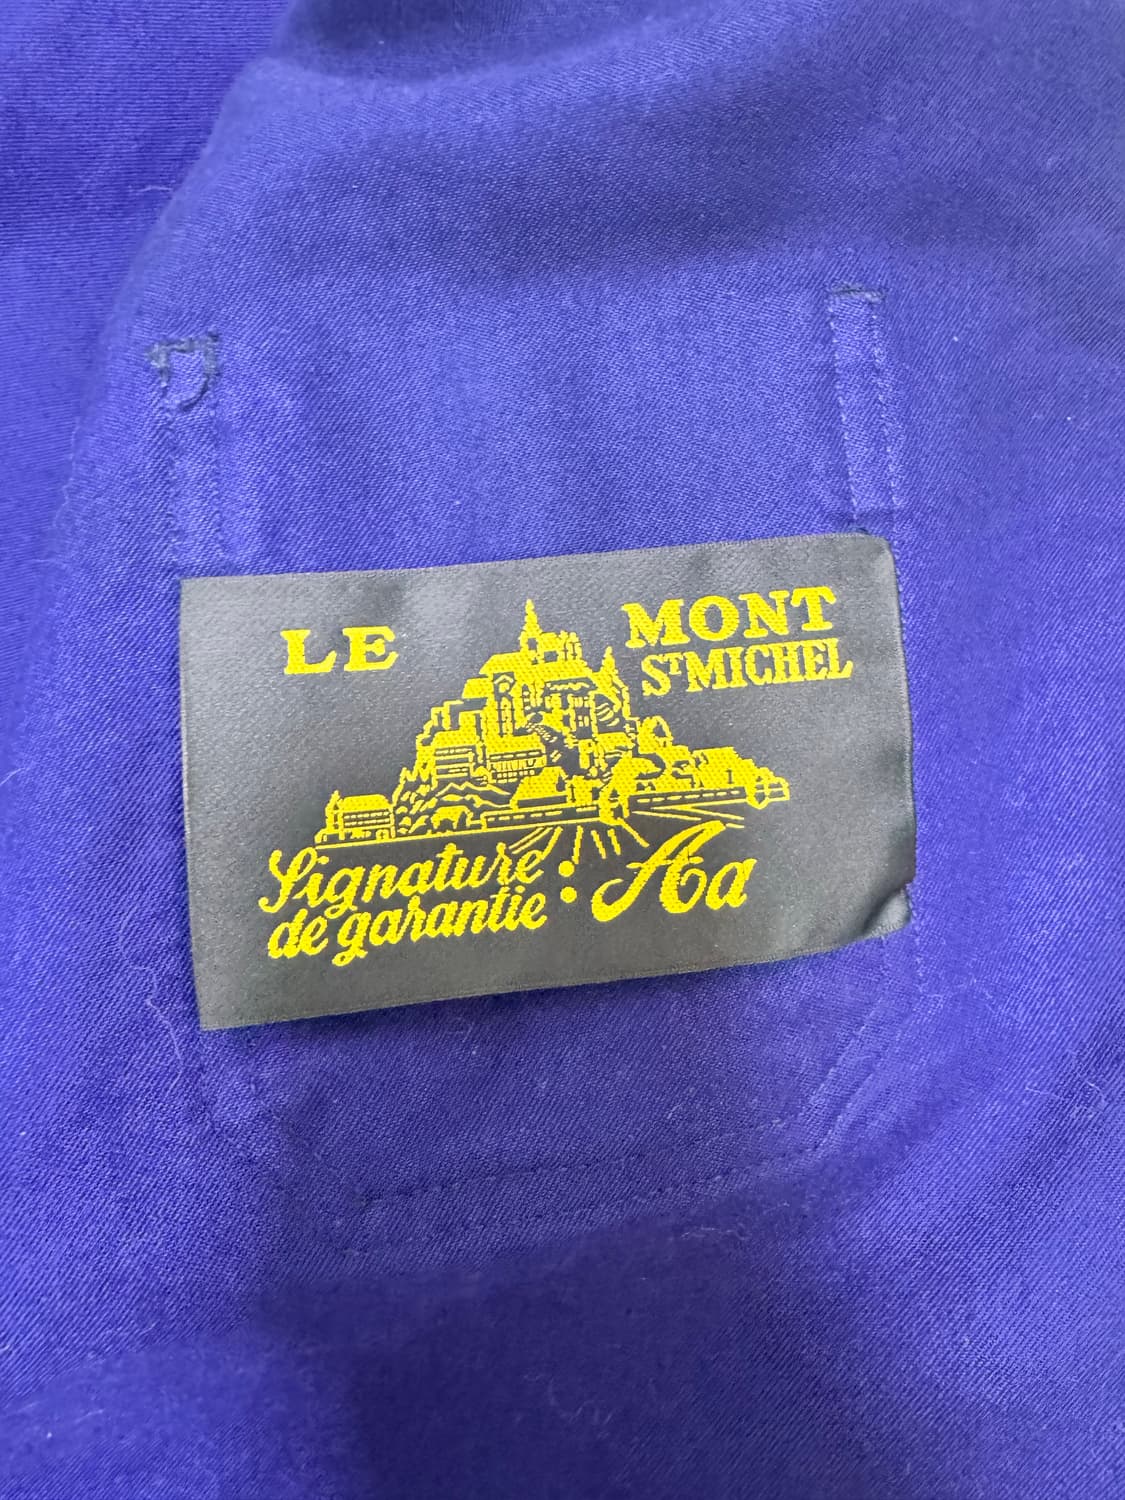 LE MONT
ST MICHEL
Signature
de garantie : Aa